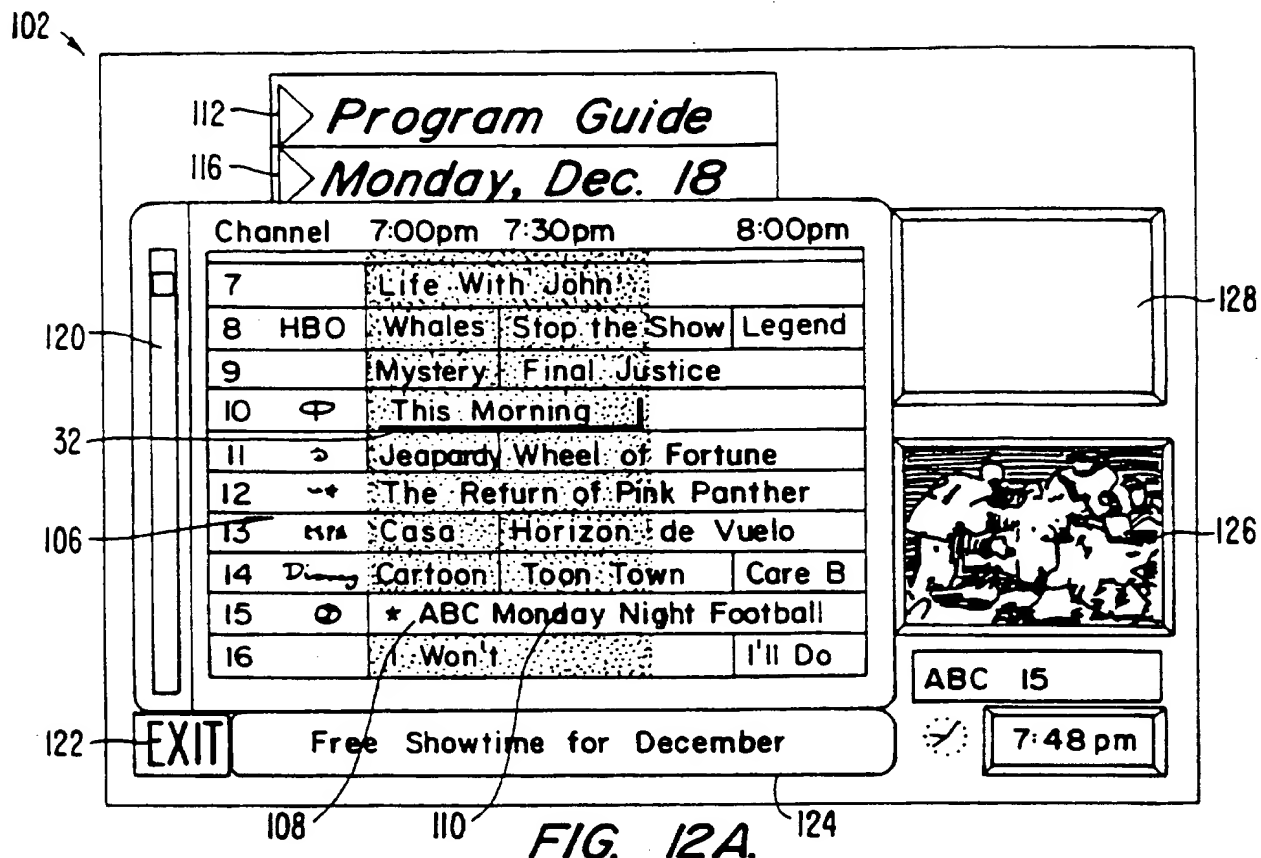 102
112
Program Guide
116
Monday, Dec. 18
Channel 7:00pm 7:30pm 8:00pm
7 Life With John
8 HBO Whales Stop the Show Legend
128
120
9 Mystery Final Justice
10 This Morning
32
11 Jeapardy Wheel of Fortune
12 The Return of Pink Panther
106
13 Casa Horizon de Vuelo
126
14 Disney Cartoon Toon Town Care B
15 * ABC Monday Night Football
16 I Won't I'll Do
ABC 15
122
EXIT
Free Showtime for December
7:48 pm
108
110
124
FIG. 12A.